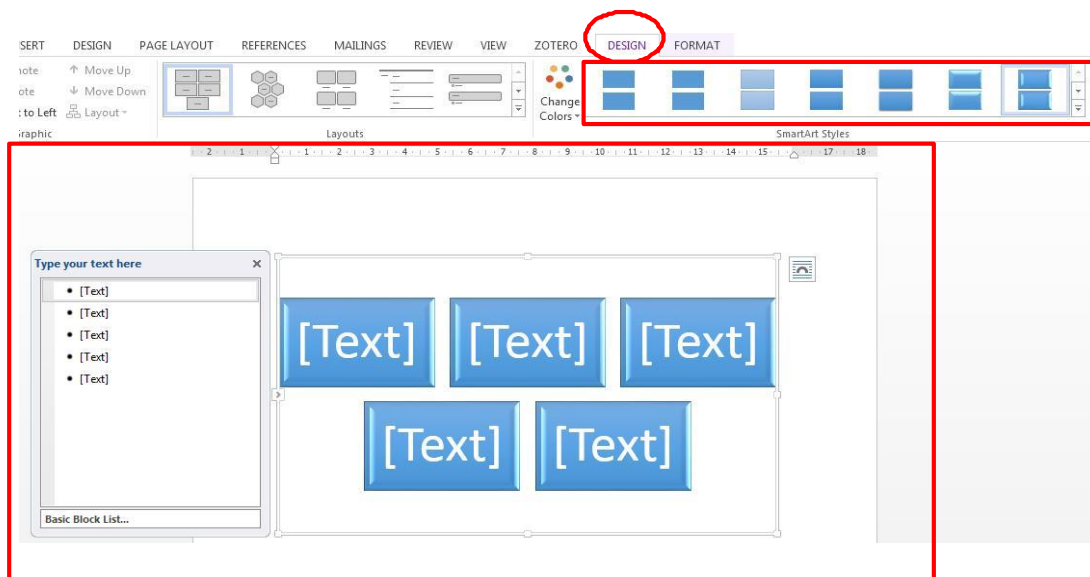 SERT DESIGN PAGE LAYOUT REFERENCES MAILINGS REVIEW VIEW ZOTERO DESIGN FORMAT
Move Up
Move Down
to Left Layout
Change
Colors
Layouts
SmartArt Styles
2 1 1 2 3 4 5 6 7 8 9 10 11 12 13 14 15 17 18
Type your text here
[Text]
[Text]
[Text]
[Text]
[Text]
Basic Block List...
[Text] [Text] [Text]
[Text] [Text]